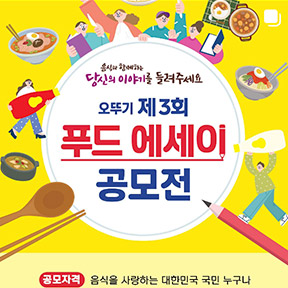 음식과 함께하는
당신의 이야기를 들려주세요
오뚜기 제3회
푸드 에세이
공모전
공모자격 음식을 사랑하는 대한민국 국민 누구나